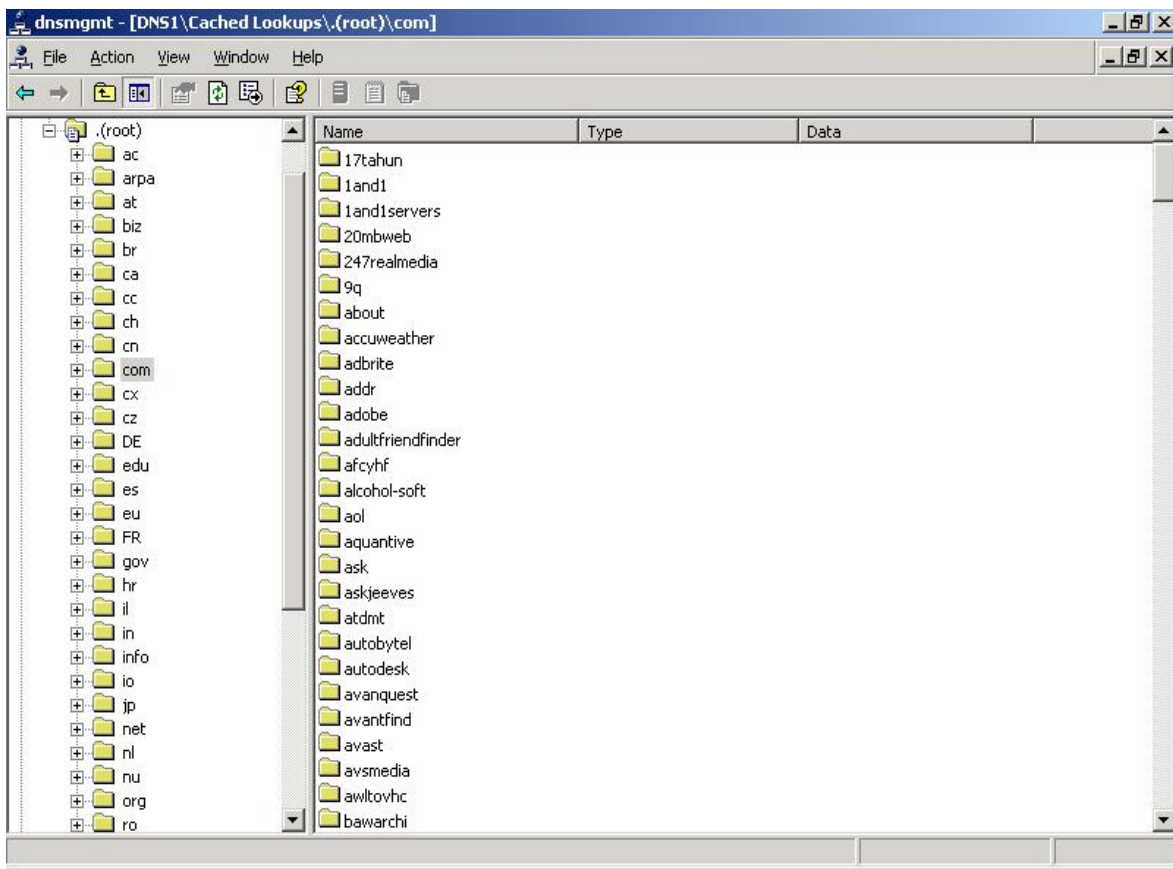 dnsmgmt - [DNS1\Cached Lookups\.(root)\com]
File Action View Window Help
.(root)
ac
arpa
at
biz
br
ca
cc
ch
cn
com
cx
cz
DE
edu
es
eu
FR
gov
hr
il
in
info
io
jp
net
nl
nu
org
ro
Name Type Data
17tahun
1and1
1and1servers
20mbweb
247realmedia
9q
about
accuweather
adbrite
addr
adobe
adultfriendfinder
afcyhf
alcohol-soft
aol
aquantive
ask
askjeeves
atdmt
autobytel
autodesk
avanquest
avantfind
avast
avsmedia
awltovhc
bawarchi